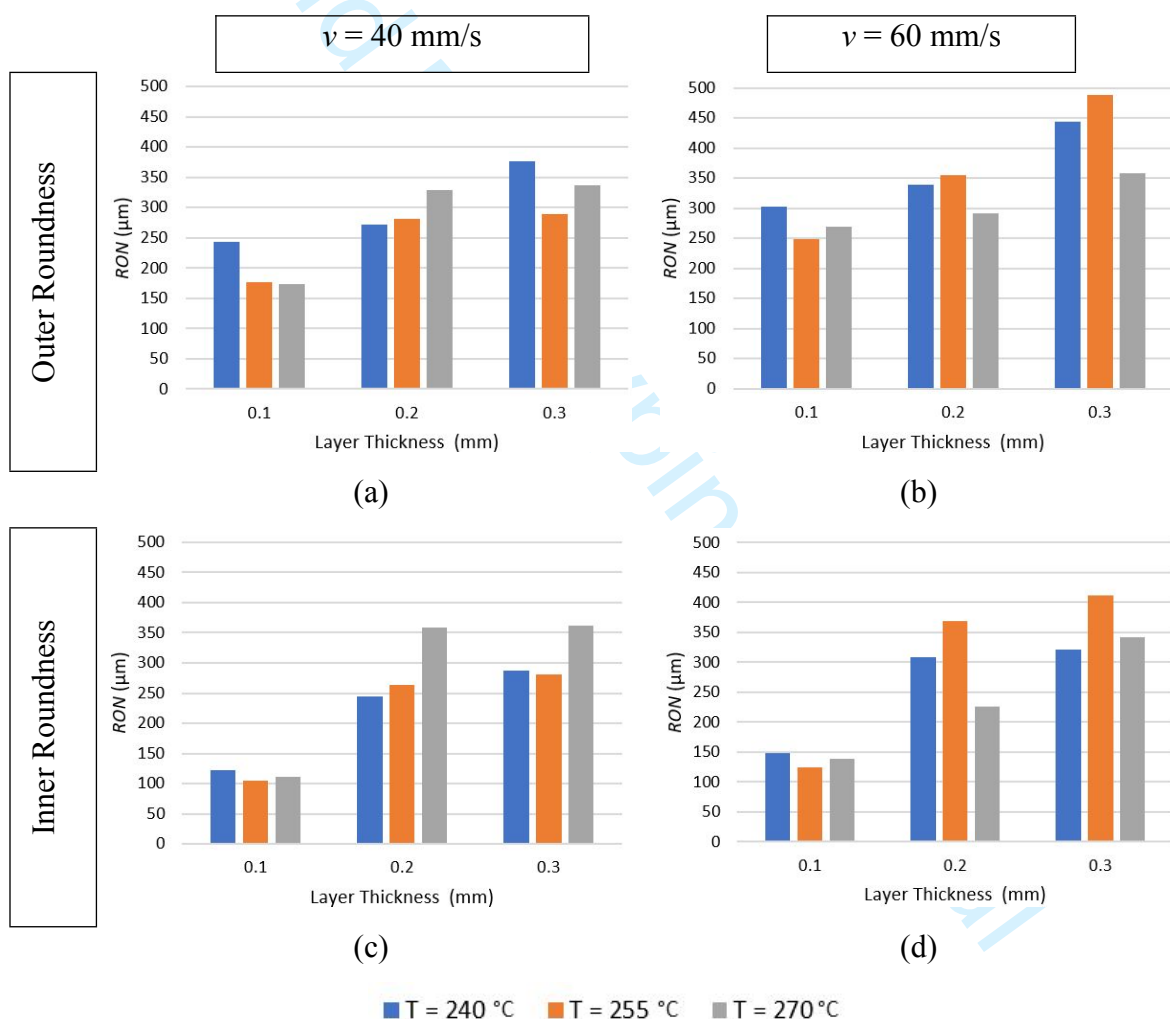 v = 40 mm/s
v = 60 mm/s
Outer Roundness
500
450
400
350
300
250
200
150
100
50
0
RON (µm)
0.1 0.2 0.3
Layer Thickness (mm)
(a)
500
450
400
350
300
250
200
150
100
50
0
RON (µm)
0.1 0.2 0.3
Layer Thickness (mm)
(b)
Inner Roundness
500
450
400
350
300
250
200
150
100
50
0
RON (µm)
0.1 0.2 0.3
Layer Thickness (mm)
(c)
500
450
400
350
300
250
200
150
100
50
0
RON (µm)
0.1 0.2 0.3
Layer Thickness (mm)
(d)
T = 240 °C T = 255 °C T = 270 °C